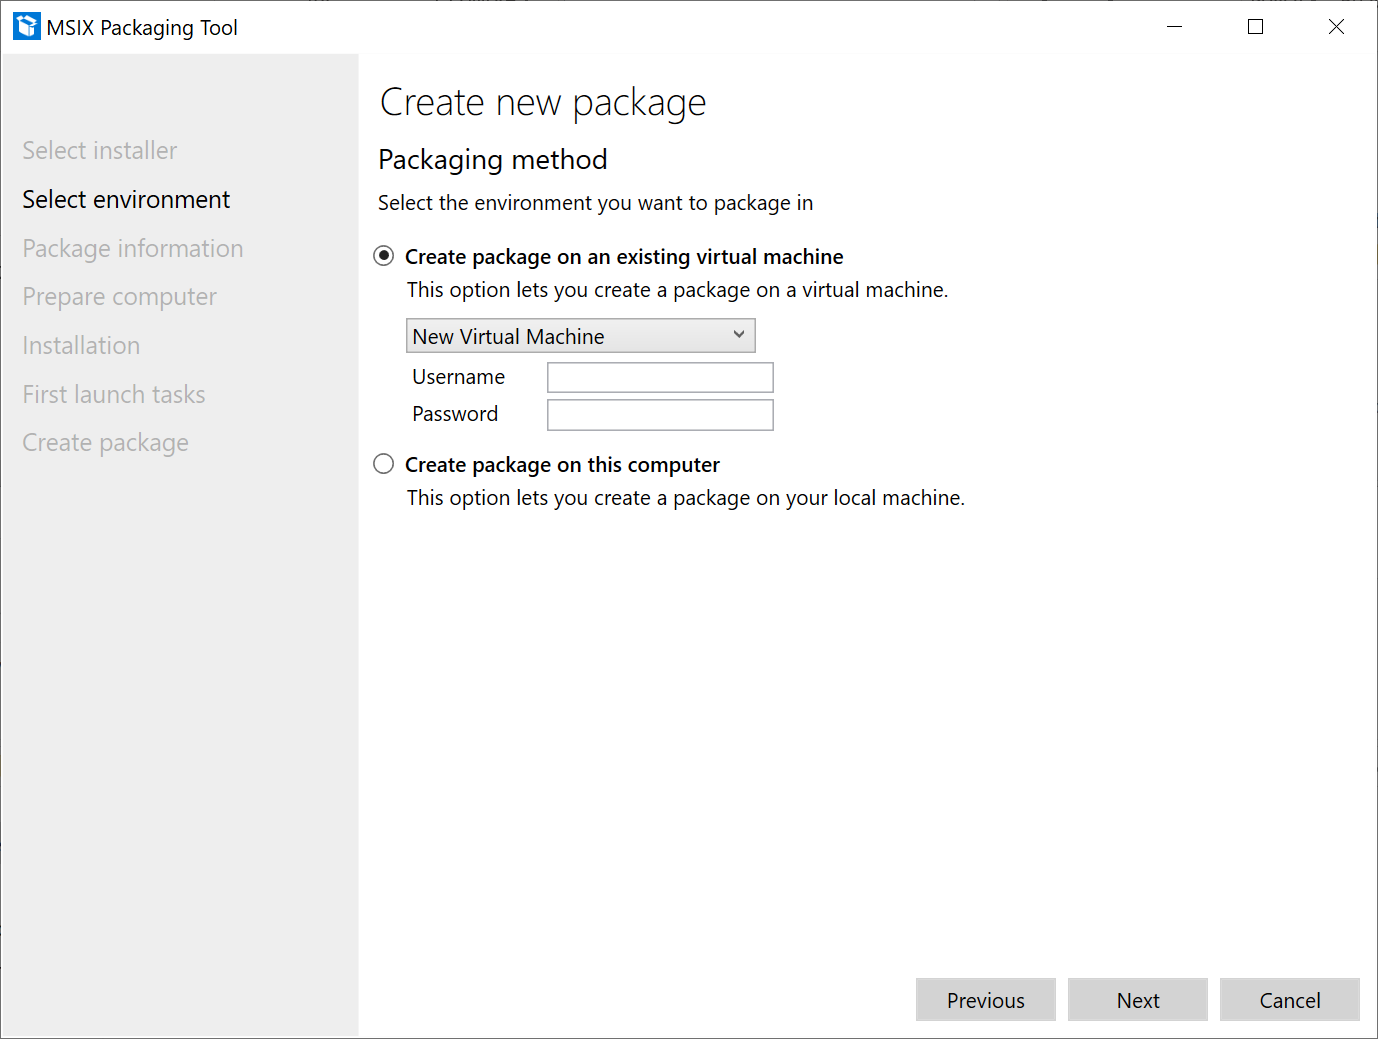 MSIX Packaging Tool
Select installer
Select environment
Package information
Prepare computer
Installation
First launch tasks
Create package
Create new package
Packaging method
Select the environment you want to package in
Create package on an existing virtual machine
This option lets you create a package on a virtual machine.
New Virtual Machine
Username
Password
Create package on this computer
This option lets you create a package on your local machine.
Previous
Next
Cancel